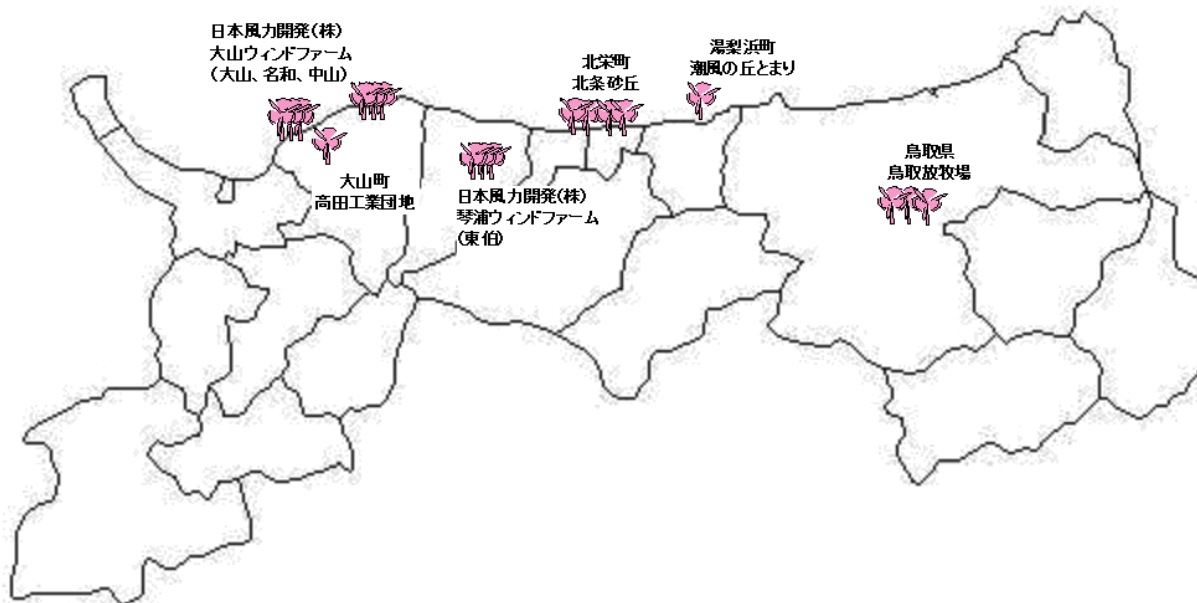 日本風力開発(株)
大山ウィンドファーム
(大山、名和、中山)
大山町
高田工業団地
日本風力開発(株)
琴浦ウィンドファーム
(東伯)
北栄町
北条砂丘
湯梨浜町
潮風の丘とまり
鳥取県
鳥取放牧場